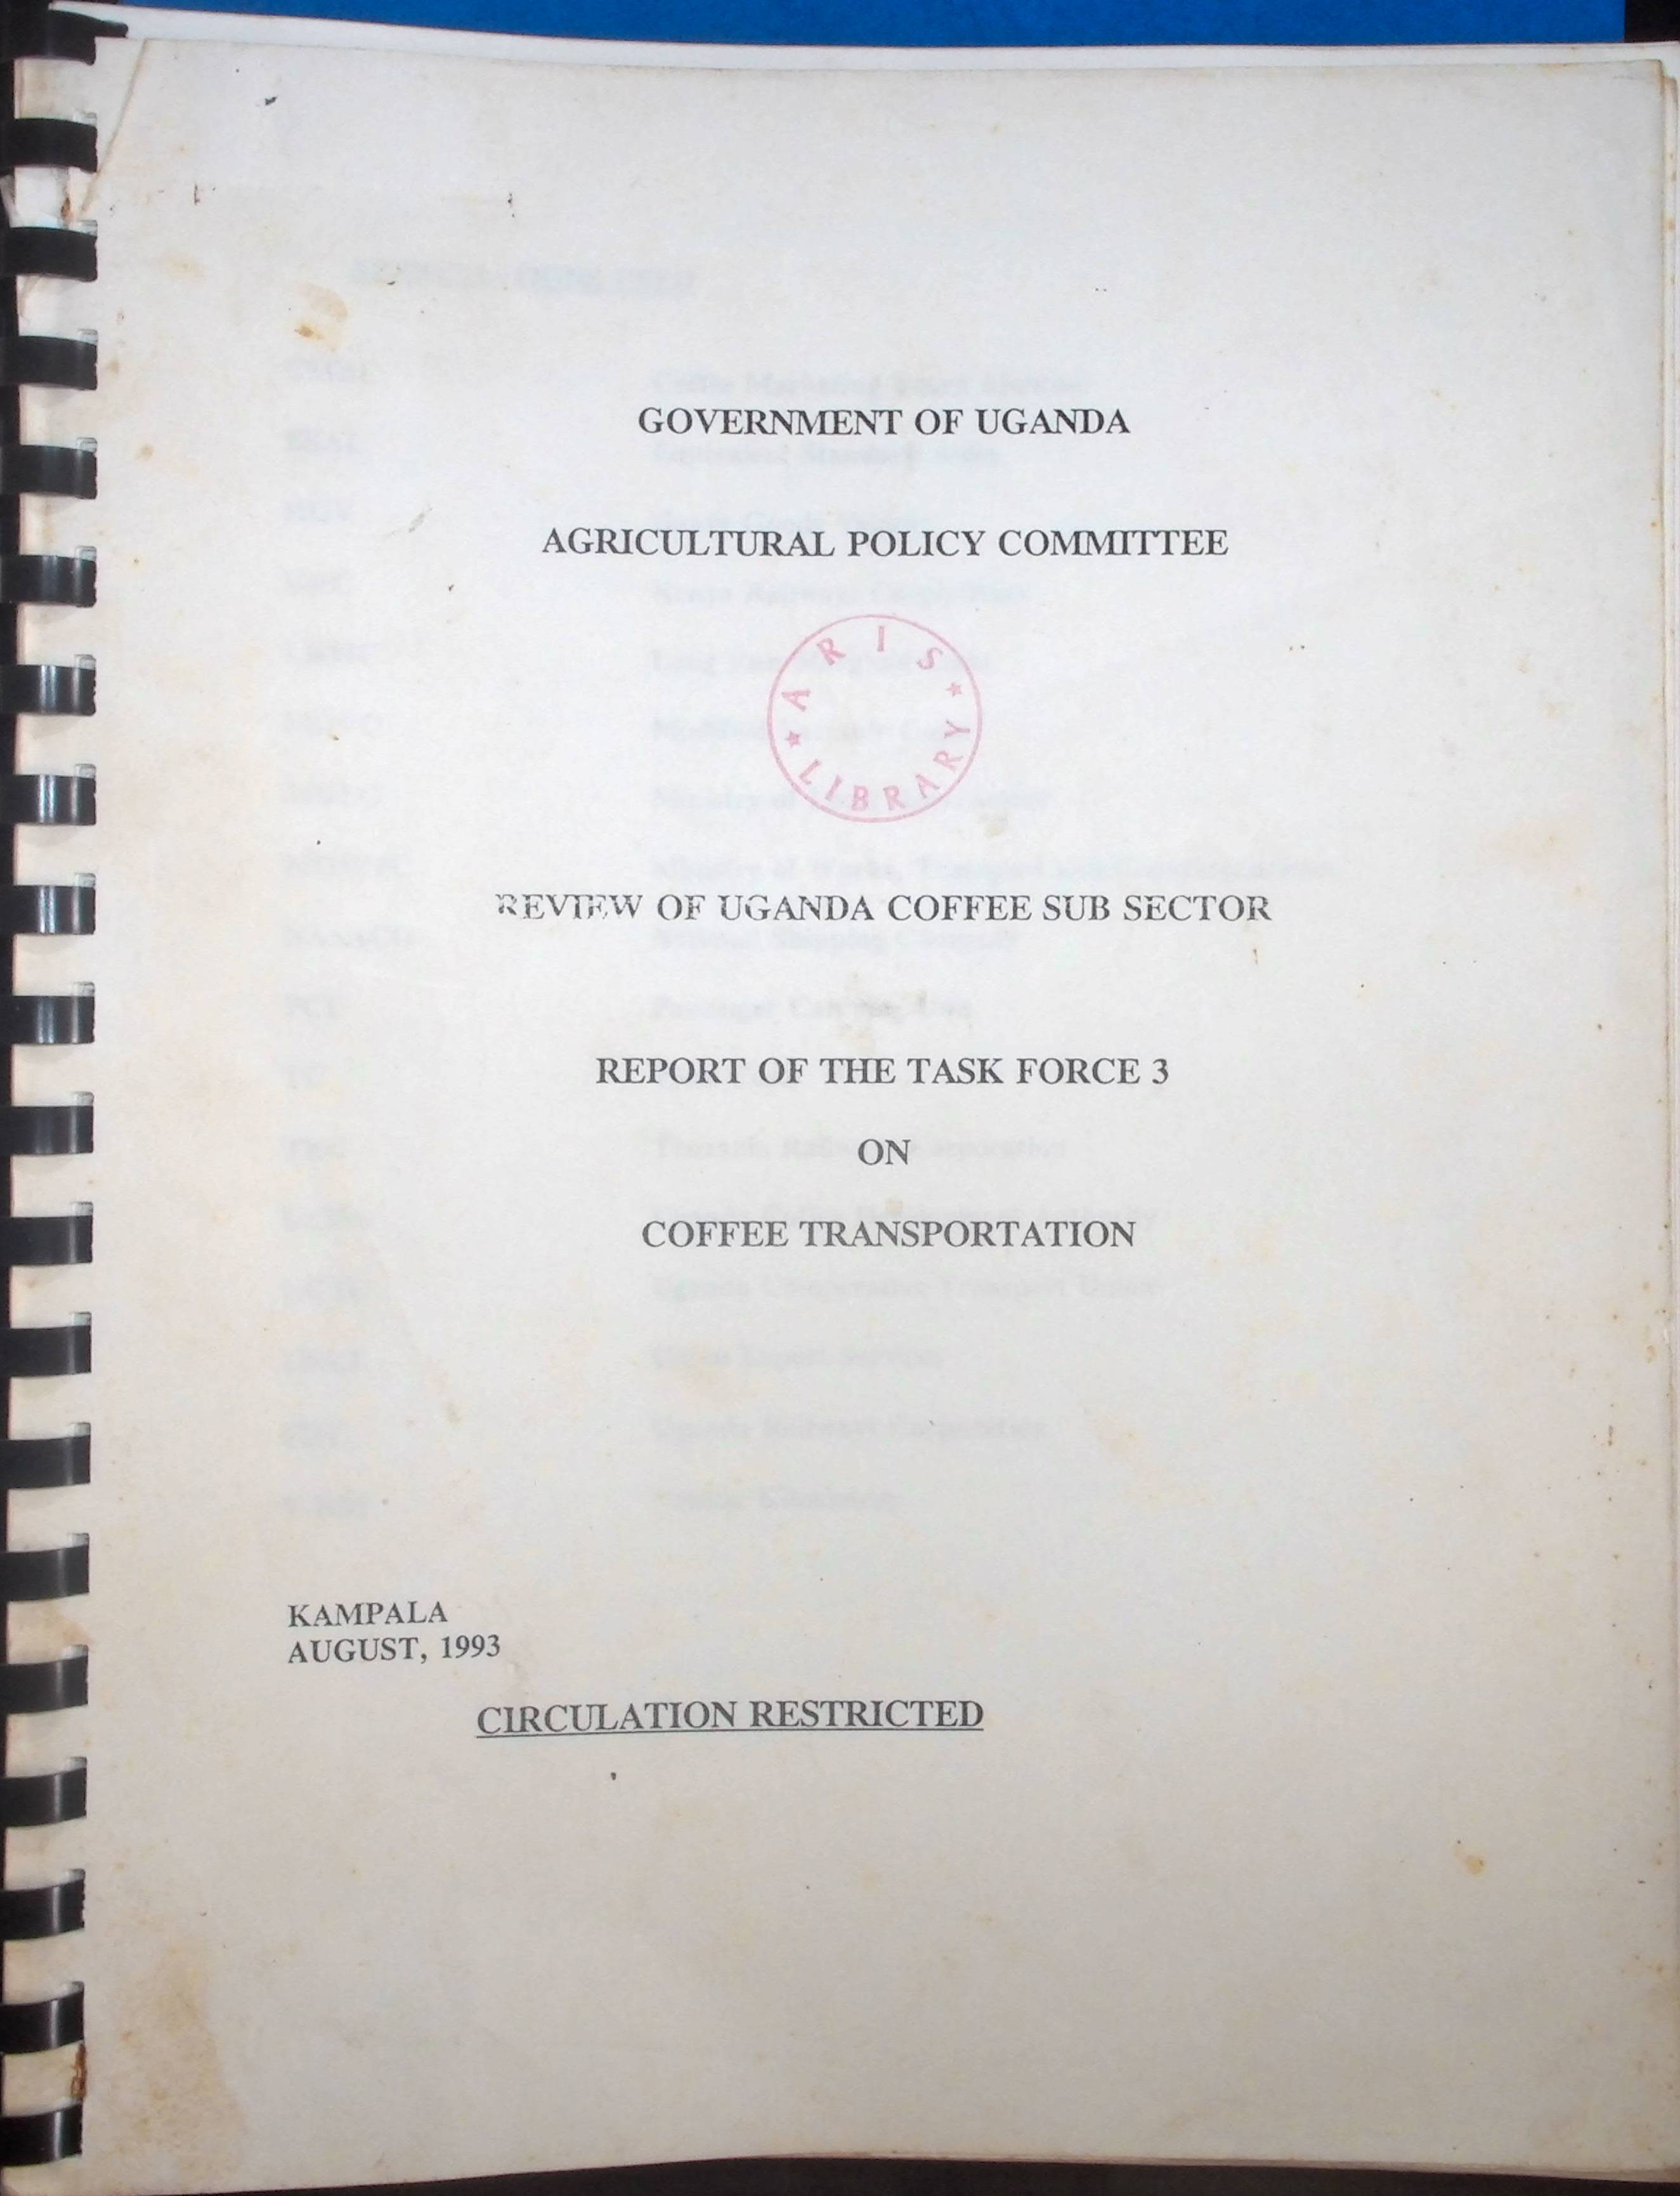 GOVERNMENT OF UGANDA
AGRICULTURAL POLICY COMMITTEE
ARIS
LIBRARY
REVIEW OF UGANDA COFFEE SUB SECTOR
REPORT OF THE TASK FORCE 3
ON
COFFEE TRANSPORTATION
KAMPALA
AUGUST, 1993
CIRCULATION RESTRICTED